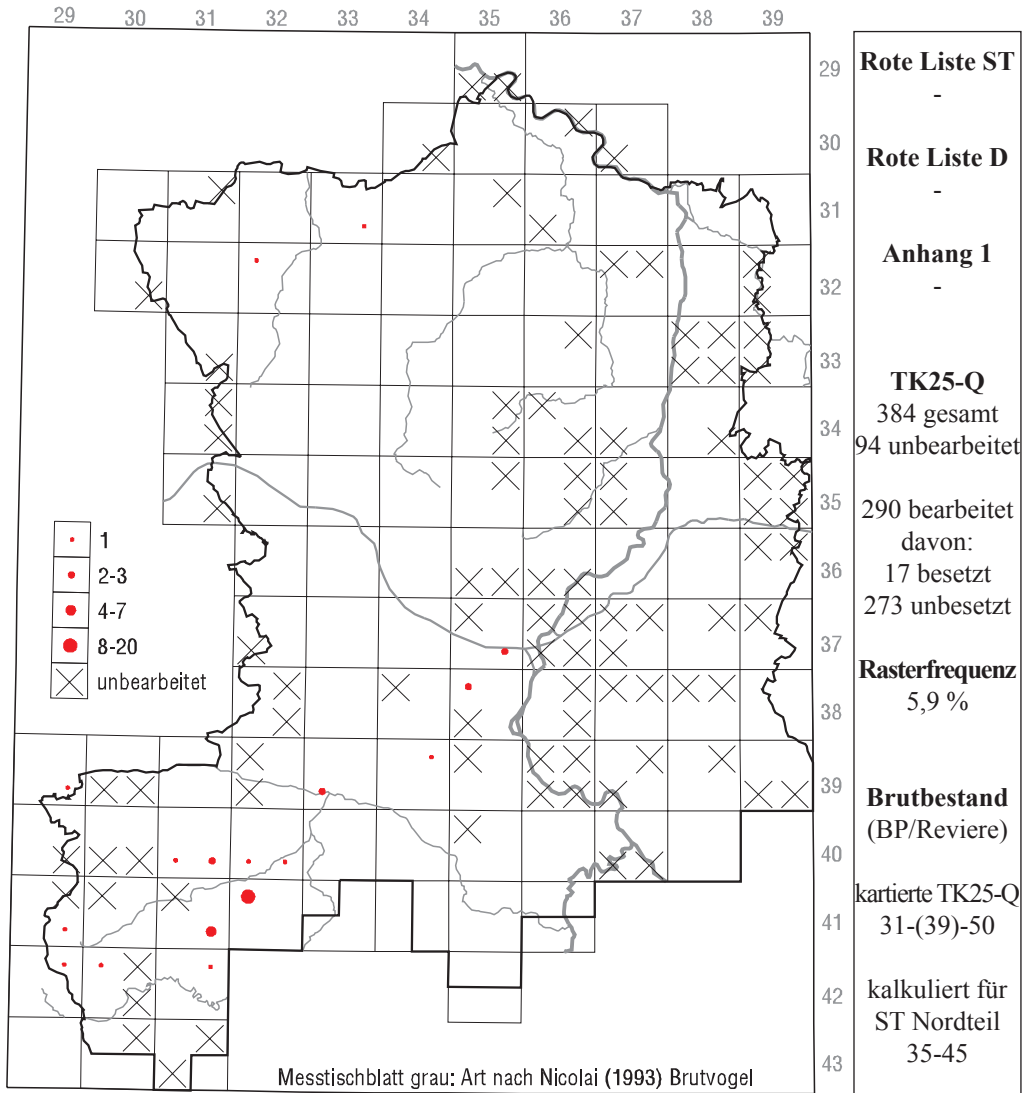 29 30 31 32 33 34 35 36 37 38 39
29
30
31
32
33
34
35
36
37
38
39
40
41
42
43
1
2-3
4-7
8-20
unbearbeitet
Messtischblatt grau: Art nach Nicolai (1993) Brutvogel
Rote Liste ST
-
Rote Liste D
-
Anhang 1
-
TK25-Q
384 gesamt
94 unbearbeitet
290 bearbeitet
davon:
17 besetzt
273 unbesetzt
Rasterfrequenz
5,9 %
Brutbestand
(BP/Reviere)
kartierte TK25-Q
31-(39)-50
kalkuliert für
ST Nordteil
35-45